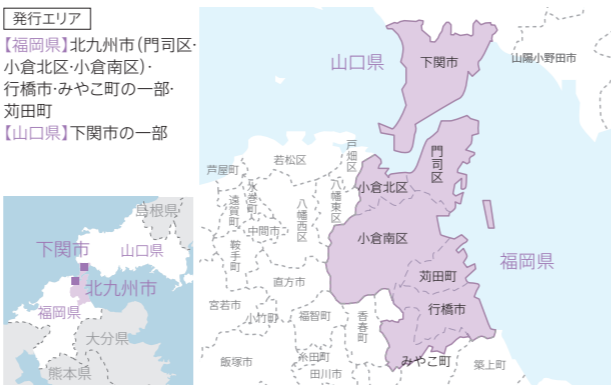 発行エリア
【福岡県】北九州市(門司区・
小倉北区・小倉南区)・
行橋市・みやこ町の一部・
苅田町
【山口県】下関市の一部
山口県
下関市
山陽小野田市
戸畑区
門司区
若松区
芦屋町
小倉北区
水巻町
八幡東区
遠賀町
八幡西区
中間市
鞍手町
小倉南区
福岡県
苅田町
直方市
行橋市
宮若市
小竹町
福智町
香春町
みやこ町
築上町
飯塚市
糸田町
田川市
島根県
下関市
山口県
北九州市
福岡県
大分県
熊本県